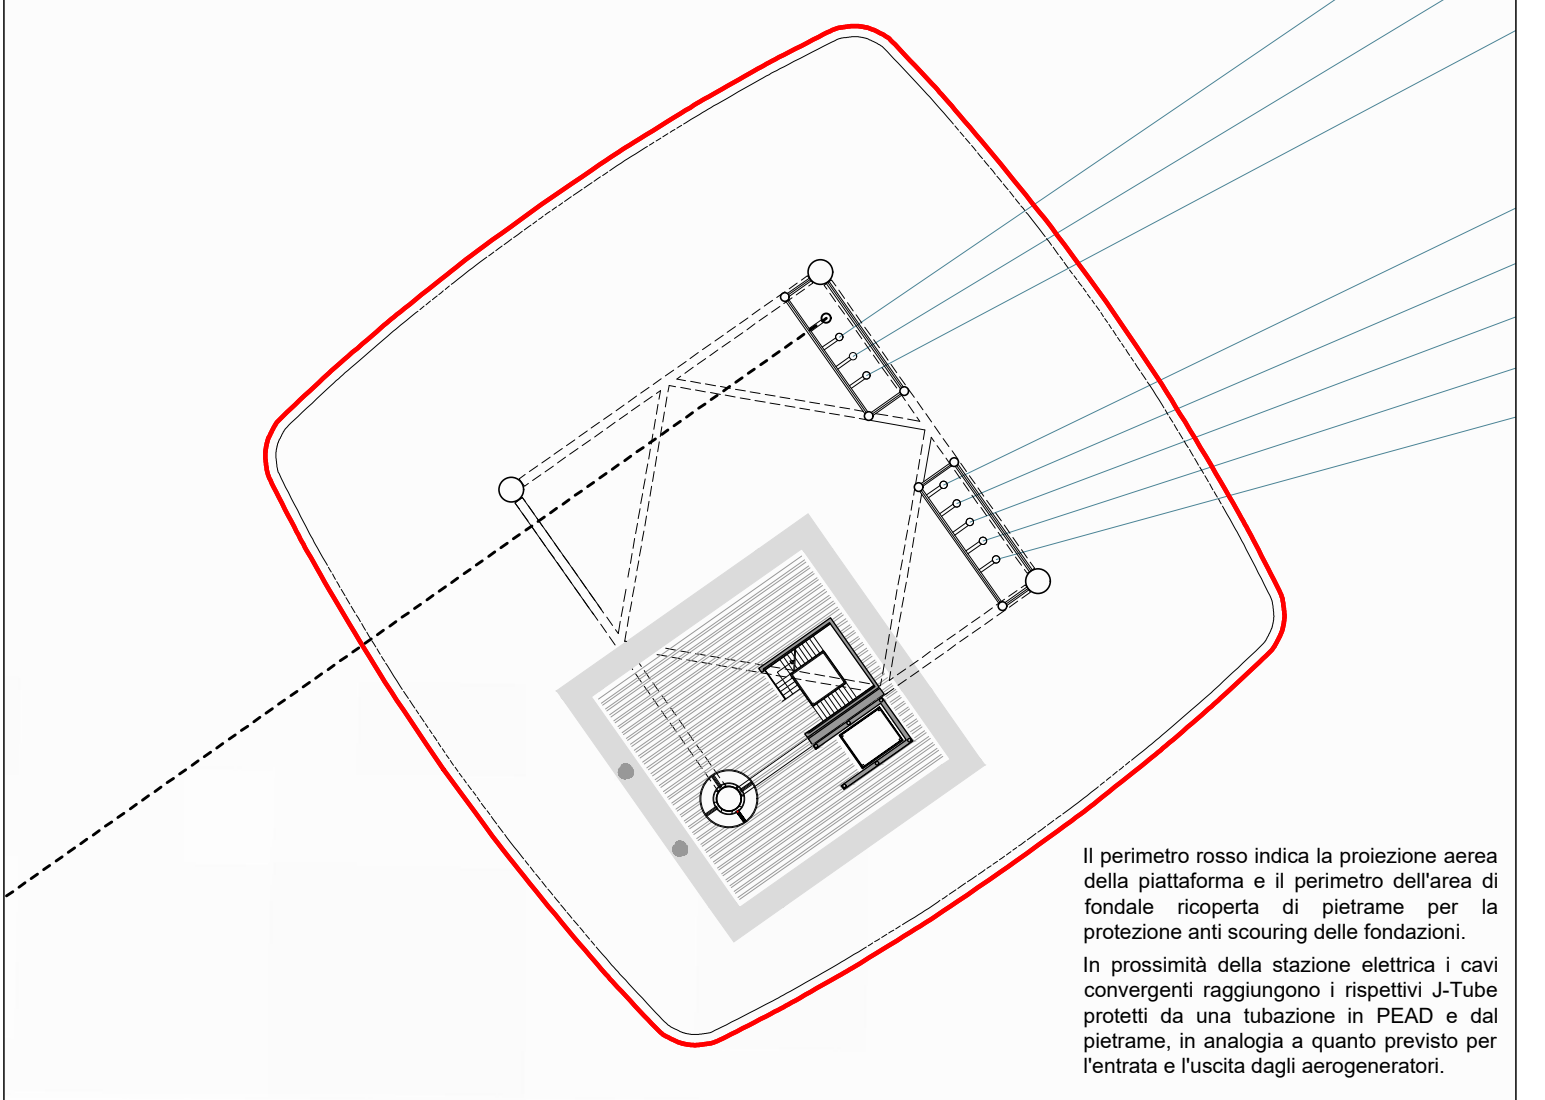 Il perimetro rosso indica la proiezione aerea
della piattaforma e il perimetro dell'area di
fondale ricoperta di pietrame per la
protezione anti scouring delle fondazioni.
In prossimità della stazione elettrica i cavi
convergenti raggiungono i rispettivi J-Tube
protetti da una tubazione in PEAD e dal
pietrame, in analogia a quanto previsto per
l'entrata e l'uscita dagli aerogeneratori.